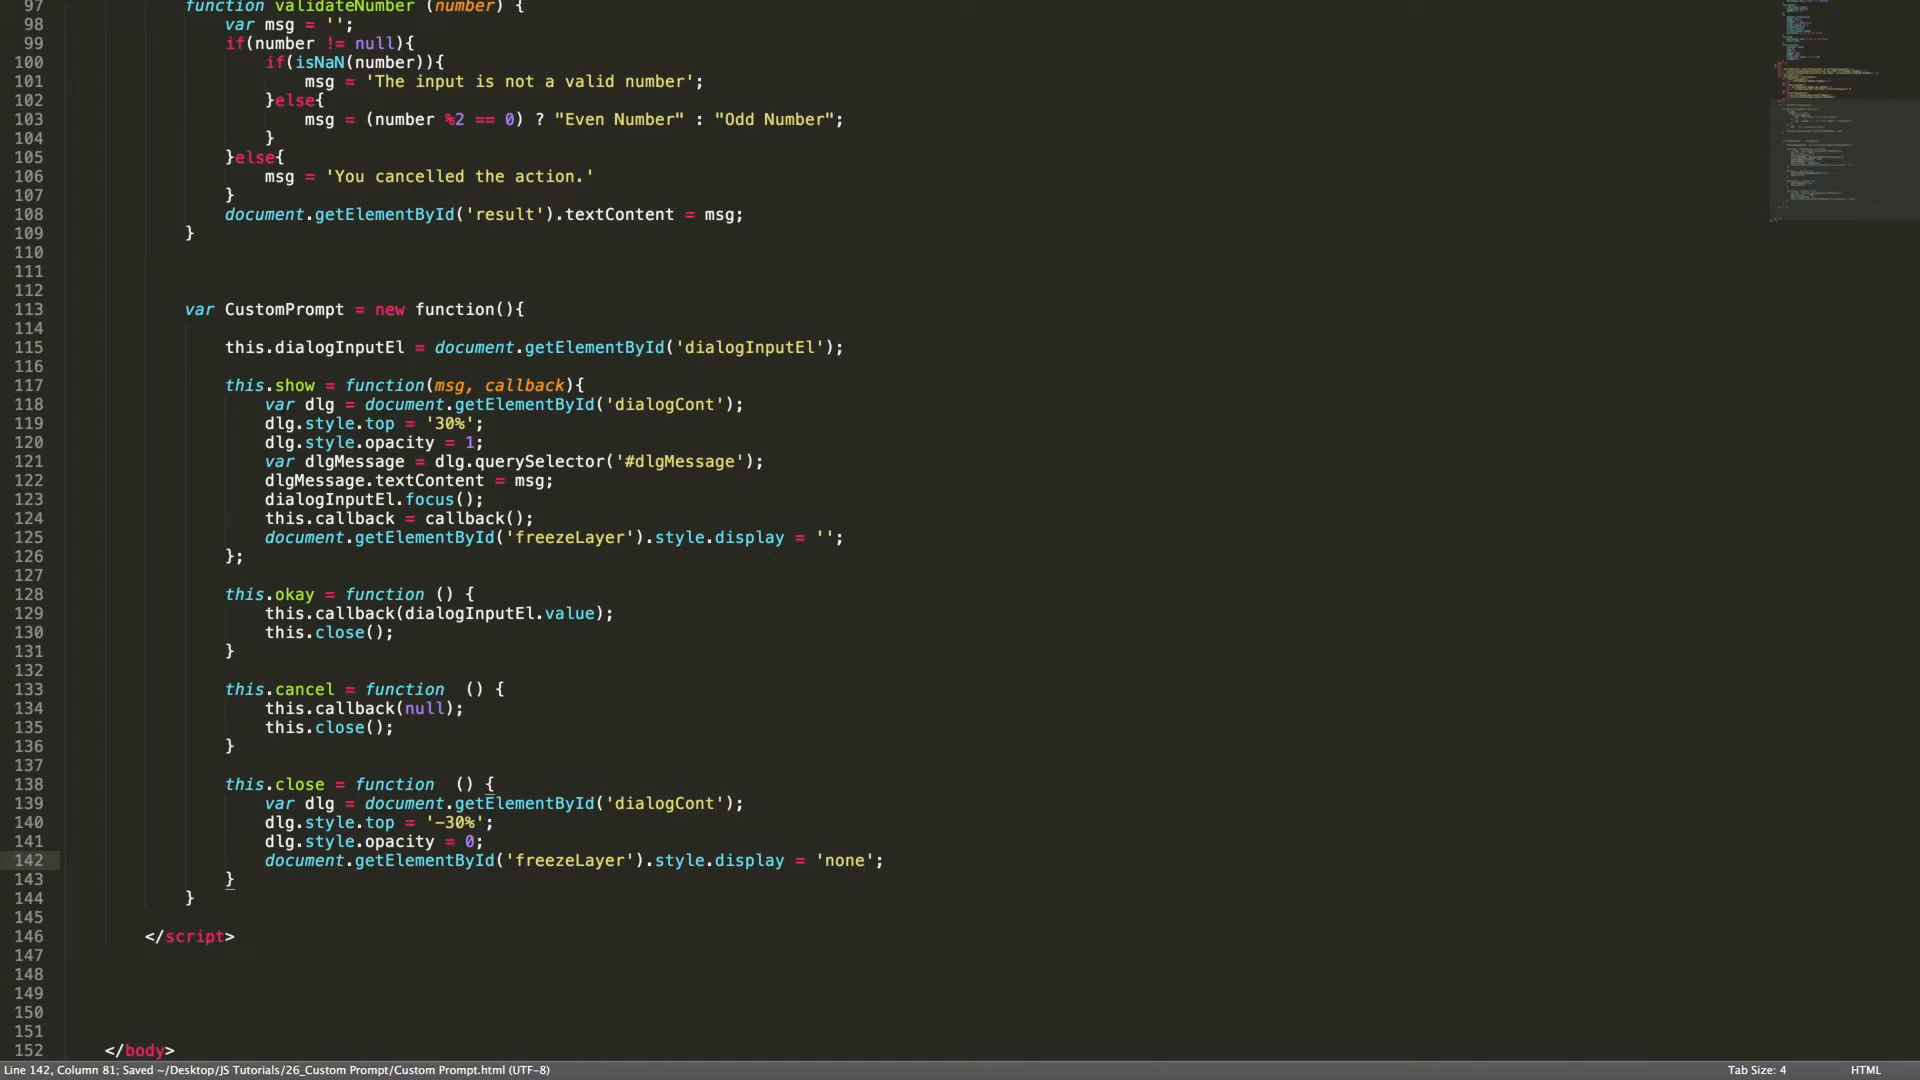 97 function validateNumber (number) {
98 var msg = '';
99 if(number != null){
100 if(isNaN(number)){
101 msg = 'The input is not a valid number';
102 }else{
103 msg = (number %2 == 0) ? "Even Number" : "Odd Number";
104 }
105 }else{
106 msg = 'You cancelled the action.'
107 }
108 document.getElementById('result').textContent = msg;
109 }
110
111
112
113 var CustomPrompt = new function(){
114
115 this.dialogInputEl = document.getElementById('dialogInputEl');
116
117 this.show = function(msg, callback){
118 var dlg = document.getElementById('dialogCont');
119 dlg.style.top = '30%';
120 dlg.style.opacity = 1;
121 var dlgMessage = dlg.querySelector('#dlgMessage');
122 dlgMessage.textContent = msg;
123 dialogInputEl.focus();
124 this.callback = callback();
125 document.getElementById('freezeLayer').style.display = '';
126 };
127
128 this.okay = function () {
129 this.callback(dialogInputEl.value);
130 this.close();
131 }
132
133 this.cancel = function  () {
134 this.callback(null);
135 this.close();
136 }
137
138 this.close = function  () {
139 var dlg = document.getElementById('dialogCont');
140 dlg.style.top = '-30%';
141 dlg.style.opacity = 0;
142 document.getElementById('freezeLayer').style.display = 'none';
143 }
144 }
145
146 </script>
147
148
149
150
151
152 </body>
Line 142, Column 81; Saved ~/Desktop/JS Tutorials/26_Custom Prompt/Custom Prompt.html (UTF-8) Tab Size: 4 HTML